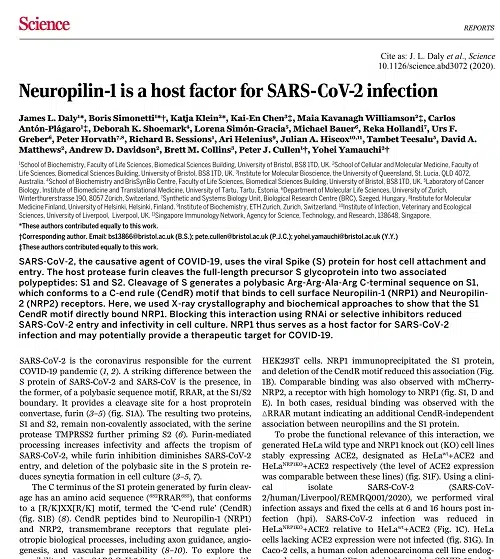 Science
REPORTS
Cite as: J. L. Daly et al., Science
10.1126/science.abd3072 (2020).
Neuropilin-1 is a host factor for SARS-CoV-2 infection
James L. Daly¹*, Boris Simonetti¹*†, Katja Klein²*, Kai-En Chen³‡, Maia Kavanagh Williamson²‡, Carlos
Antón-Plágaro¹‡, Deborah K. Shoemark⁴, Lorena Simón-Gracia⁵, Michael Bauer⁶, Reka Hollandi⁷, Urs F.
Greber⁶, Peter Horvath⁷,⁸, Richard B. Sessions¹, Ari Helenius⁹, Julian A. Hiscox¹⁰,¹¹, Tambet Teesalu⁵, David A.
Matthews², Andrew D. Davidson², Brett M. Collins³, Peter J. Cullen¹†, Yohei Yamauchi²†
¹School of Biochemistry, Faculty of Life Sciences, Biomedical Sciences Building, University of Bristol, BS8 1TD, UK. ²School of Cellular and Molecular Medicine, Faculty of
Life Sciences, Biomedical Sciences Building, University of Bristol, BS8 1TD, UK. ³Institute for Molecular Bioscience, the University of Queensland, St. Lucia, QLD 4072,
Australia. ⁴School of Biochemistry and BrisSynBio Centre, Faculty of Life Sciences, Biomedical Sciences Building, University of Bristol, BS8 1TD, UK. ⁵Laboratory of Cancer
Biology, Institute of Biomedicine and Translational Medicine, University of Tartu, Tartu, Estonia. ⁶Department of Molecular Life Sciences, University of Zurich,
Winterthurerstrasse 190, 8057 Zurich, Switzerland. ⁷Synthetic and Systems Biology Unit, Biological Research Centre (BRC), Szeged, Hungary. ⁸Institute for Molecular
Medicine Finland, University of Helsinki, Helsinki, Finland. ⁹Institute of Biochemistry, ETH Zurich, Zurich, Switzerland. ¹⁰Institute of Infection, Veterinary and Ecological
Sciences, University of Liverpool, Liverpool, UK. ¹¹Singapore Immunology Network, Agency for Science, Technology, and Research, 138648, Singapore.
*These authors contributed equally to this work.
†Corresponding author. Email: bs13866@bristol.ac.uk (B.S.); pete.cullen@bristol.ac.uk (P.J.C.); yohei.yamauchi@bristol.ac.uk (Y.Y.)
‡These authors contributed equally to this work.
SARS-CoV-2, the causative agent of COVID-19, uses the viral Spike (S) protein for host cell attachment and
entry. The host protease furin cleaves the full-length precursor S glycoprotein into two associated
polypeptides: S1 and S2. Cleavage of S generates a polybasic Arg-Arg-Ala-Arg C-terminal sequence on S1,
which conforms to a C-end rule (CendR) motif that binds to cell surface Neuropilin-1 (NRP1) and Neuropilin-
2 (NRP2) receptors. Here, we used X-ray crystallography and biochemical approaches to show that the S1
CendR motif directly bound NRP1. Blocking this interaction using RNAi or selective inhibitors reduced
SARS-CoV-2 entry and infectivity in cell culture. NRP1 thus serves as a host factor for SARS-CoV-2
infection and may potentially provide a therapeutic target for COVID-19.
SARS-CoV-2 is the coronavirus responsible for the current
COVID-19 pandemic (1, 2). A striking difference between the
S protein of SARS-CoV-2 and SARS-CoV is the presence, in
the former, of a polybasic sequence motif, RRAR, at the S1/S2
boundary. It provides a cleavage site for a host proprotein
convertase, furin (3–5) (fig. S1A). The resulting two proteins,
S1 and S2, remain non-covalently associated, with the serine
protease TMPRSS2 further priming S2 (6). Furin-mediated
processing increases infectivity and affects the tropism of
SARS-CoV-2, while furin inhibition diminishes SARS-CoV-2
entry, and deletion of the polybasic site in the S protein re-
duces syncytia formation in cell culture (3–5, 7).
The C terminus of the S1 protein generated by furin cleav-
age has an amino acid sequence (⁶⁸²RRAR⁶⁸⁵), that conforms
to a [R/K]XX[R/K] motif, termed the ‘C-end rule’ (CendR)
(fig. S1B) (8). CendR peptides bind to Neuropilin-1 (NRP1)
and NRP2, transmembrane receptors that regulate plei-
otropic biological processes, including axon guidance, angio-
genesis, and vascular permeability (8–10). To explore the
HEK293T cells. NRP1 immunoprecipitated the S1 protein,
and deletion of the CendR motif reduced this association (Fig.
1B). Comparable binding was also observed with mCherry-
NRP2, a receptor with high homology to NRP1 (fig. S1, D and
E). In both cases, residual binding was observed with the
ΔRRAR mutant indicating an additional CendR-independent
association between neuropilins and the S1 protein.
To probe the functional relevance of this interaction, we
generated HeLa wild type and NRP1 knock out (KO) cell lines
stably expressing ACE2, designated as HeLaʷᵗ+ACE2 and
HeLaᴺᴿᴾ¹ᴷᴼ+ACE2 respectively (the level of ACE2 expression
was comparable between these lines) (fig. S1F). Using a clini-
cal isolate SARS-CoV-2 (SARS-CoV-
2/human/Liverpool/REMRQ001/2020), we performed viral
infection assays and fixed the cells at 6 and 16 hours post in-
fection (hpi). SARS-CoV-2 infection was reduced in
HeLaᴺᴿᴾ¹ᴷᴼ+ACE2 relative to HeLaʷᵗ+ACE2 (Fig. 1C). HeLa
cells lacking ACE2 expression were not infected (fig. S1G). In
Caco-2 cells, a human colon adenocarcinoma cell line endog-